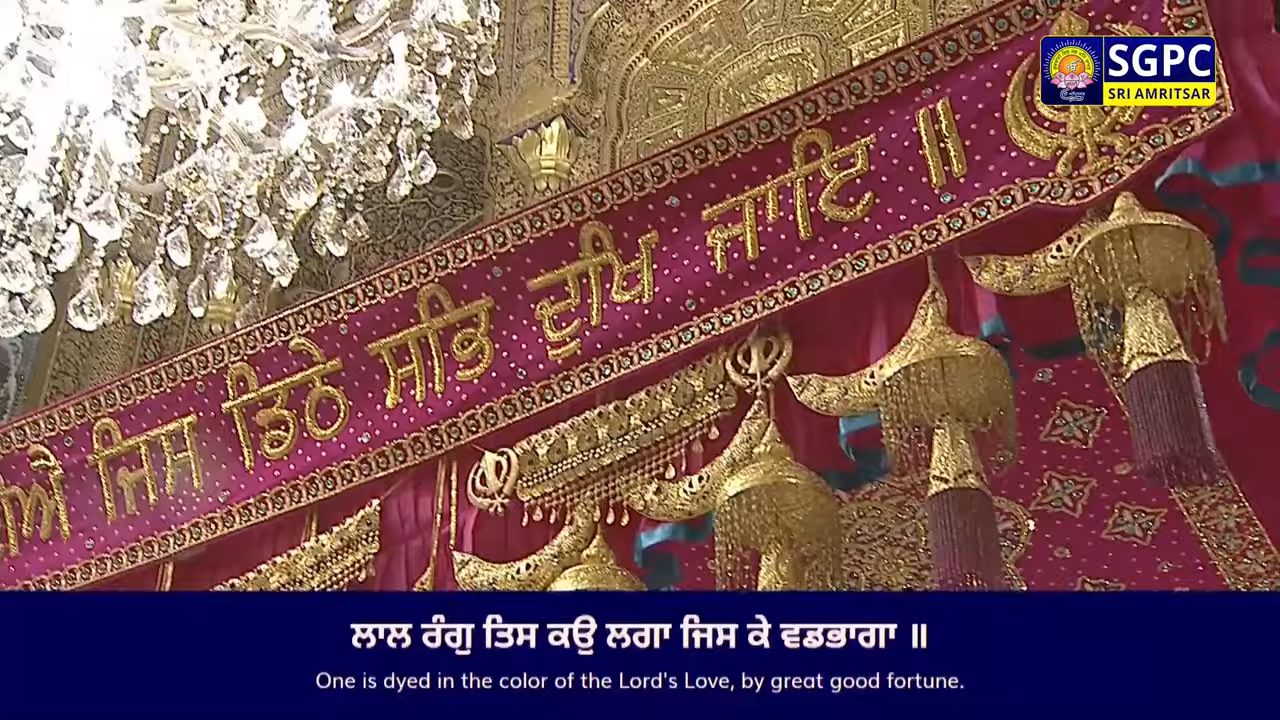 SGPC
SRI AMRITSAR
ਜਿਸ ਡਿਠੇ ਸਭਿ ਦੁਖਿ ਜਾਇ ॥
ਲਾਲ ਰੰਗੁ ਤਿਸ ਕਉ ਲਗਾ ਜਿਸ ਕੇ ਵਡਭਾਗਾ ॥
One is dyed in the color of the Lord's Love, by great good fortune.